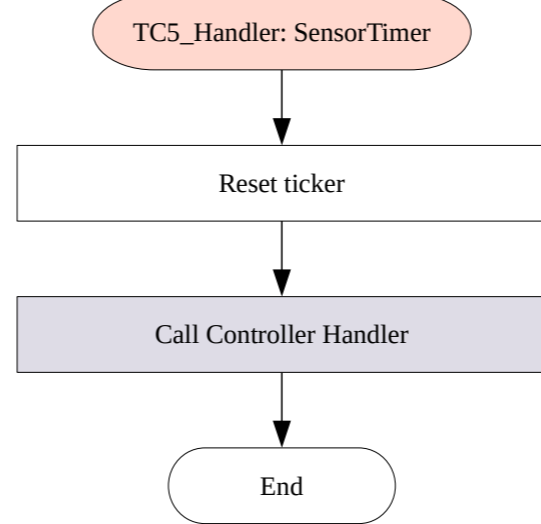 TC5_Handler: SensorTimer
Reset ticker
Call Controller Handler
End